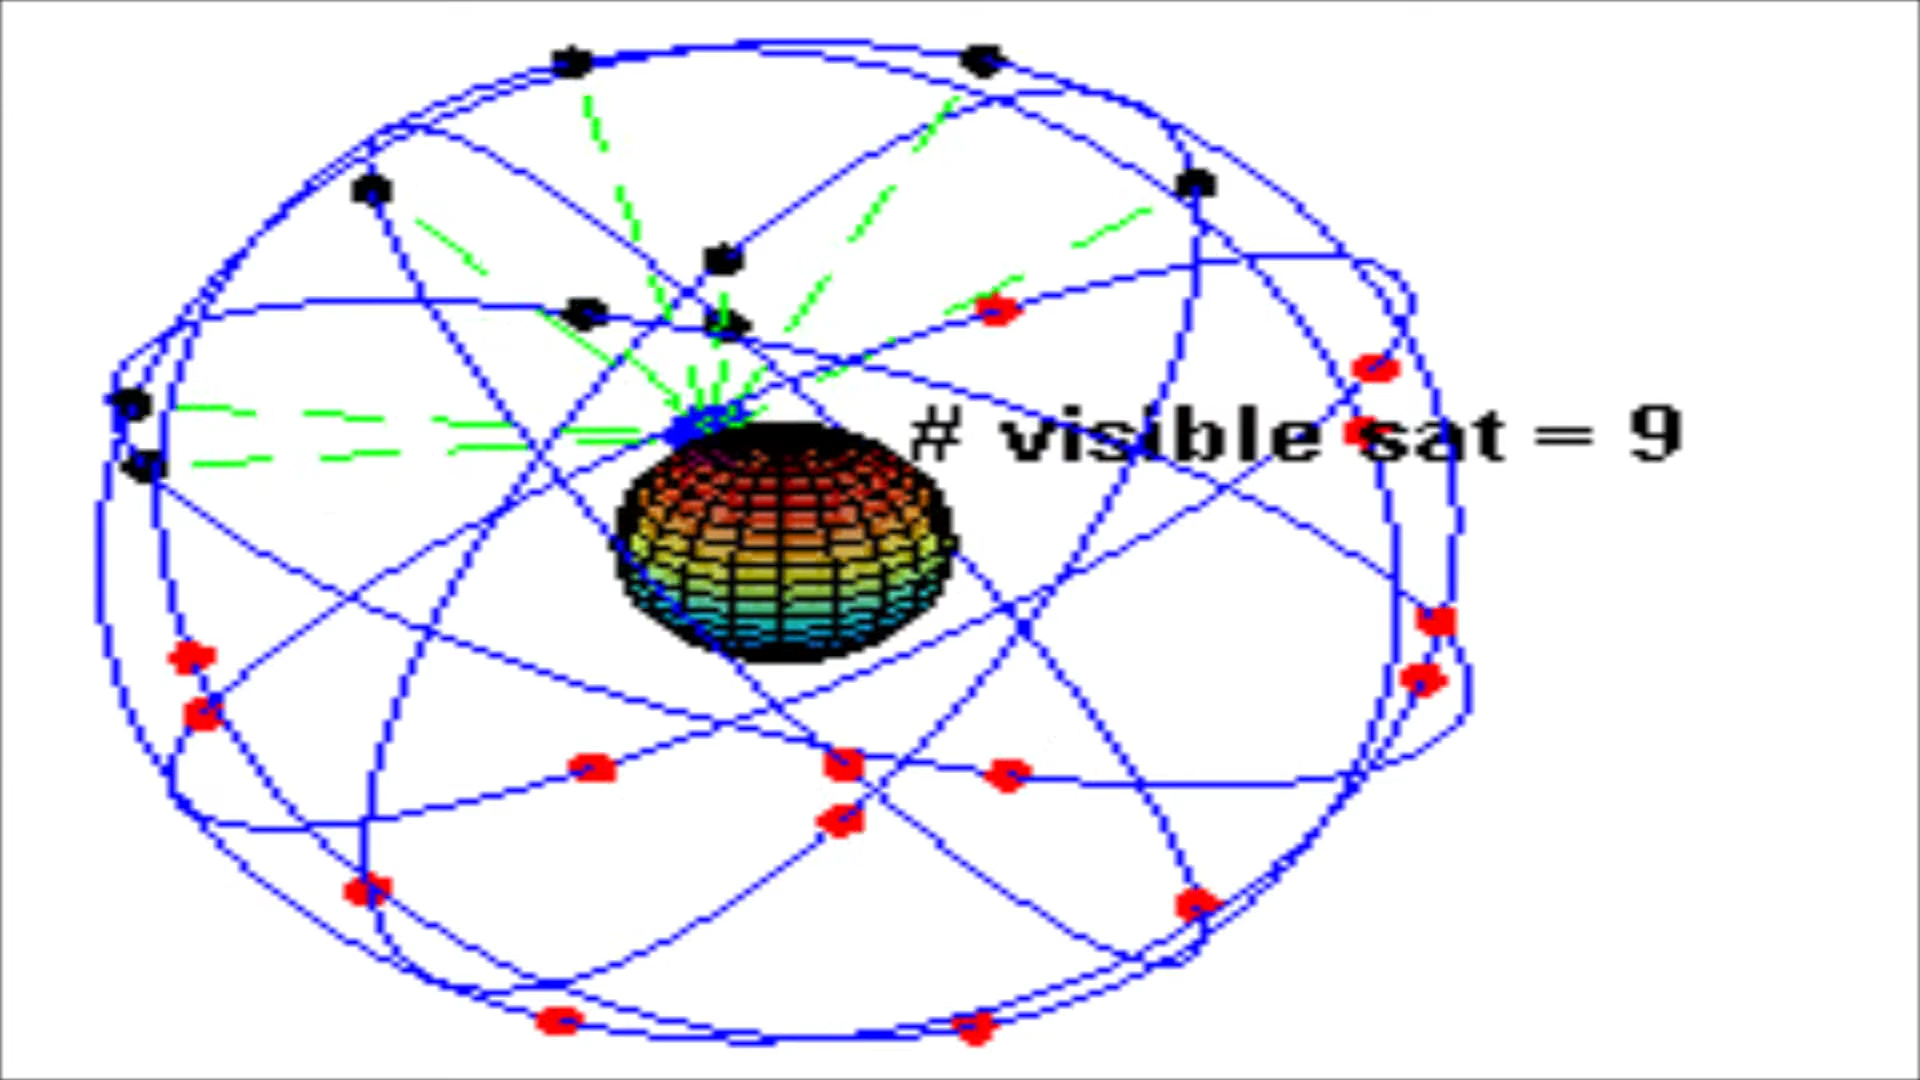 # visible sat = 9